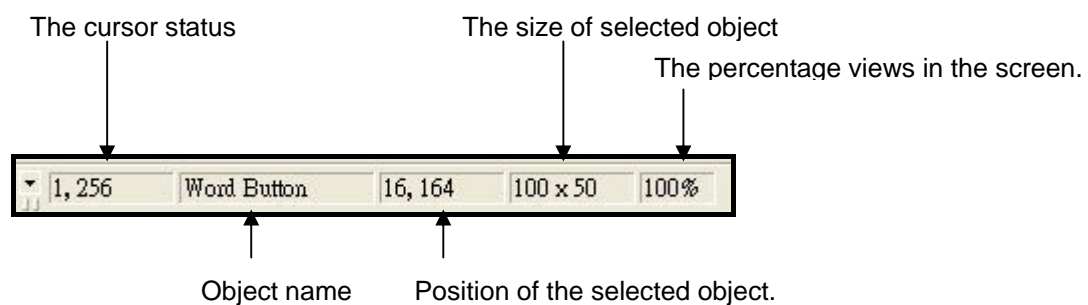 The cursor status
The size of selected object
The percentage views in the screen.
1, 256 Word Button 16, 164 100 x 50 100%
Object name
Position of the selected object.